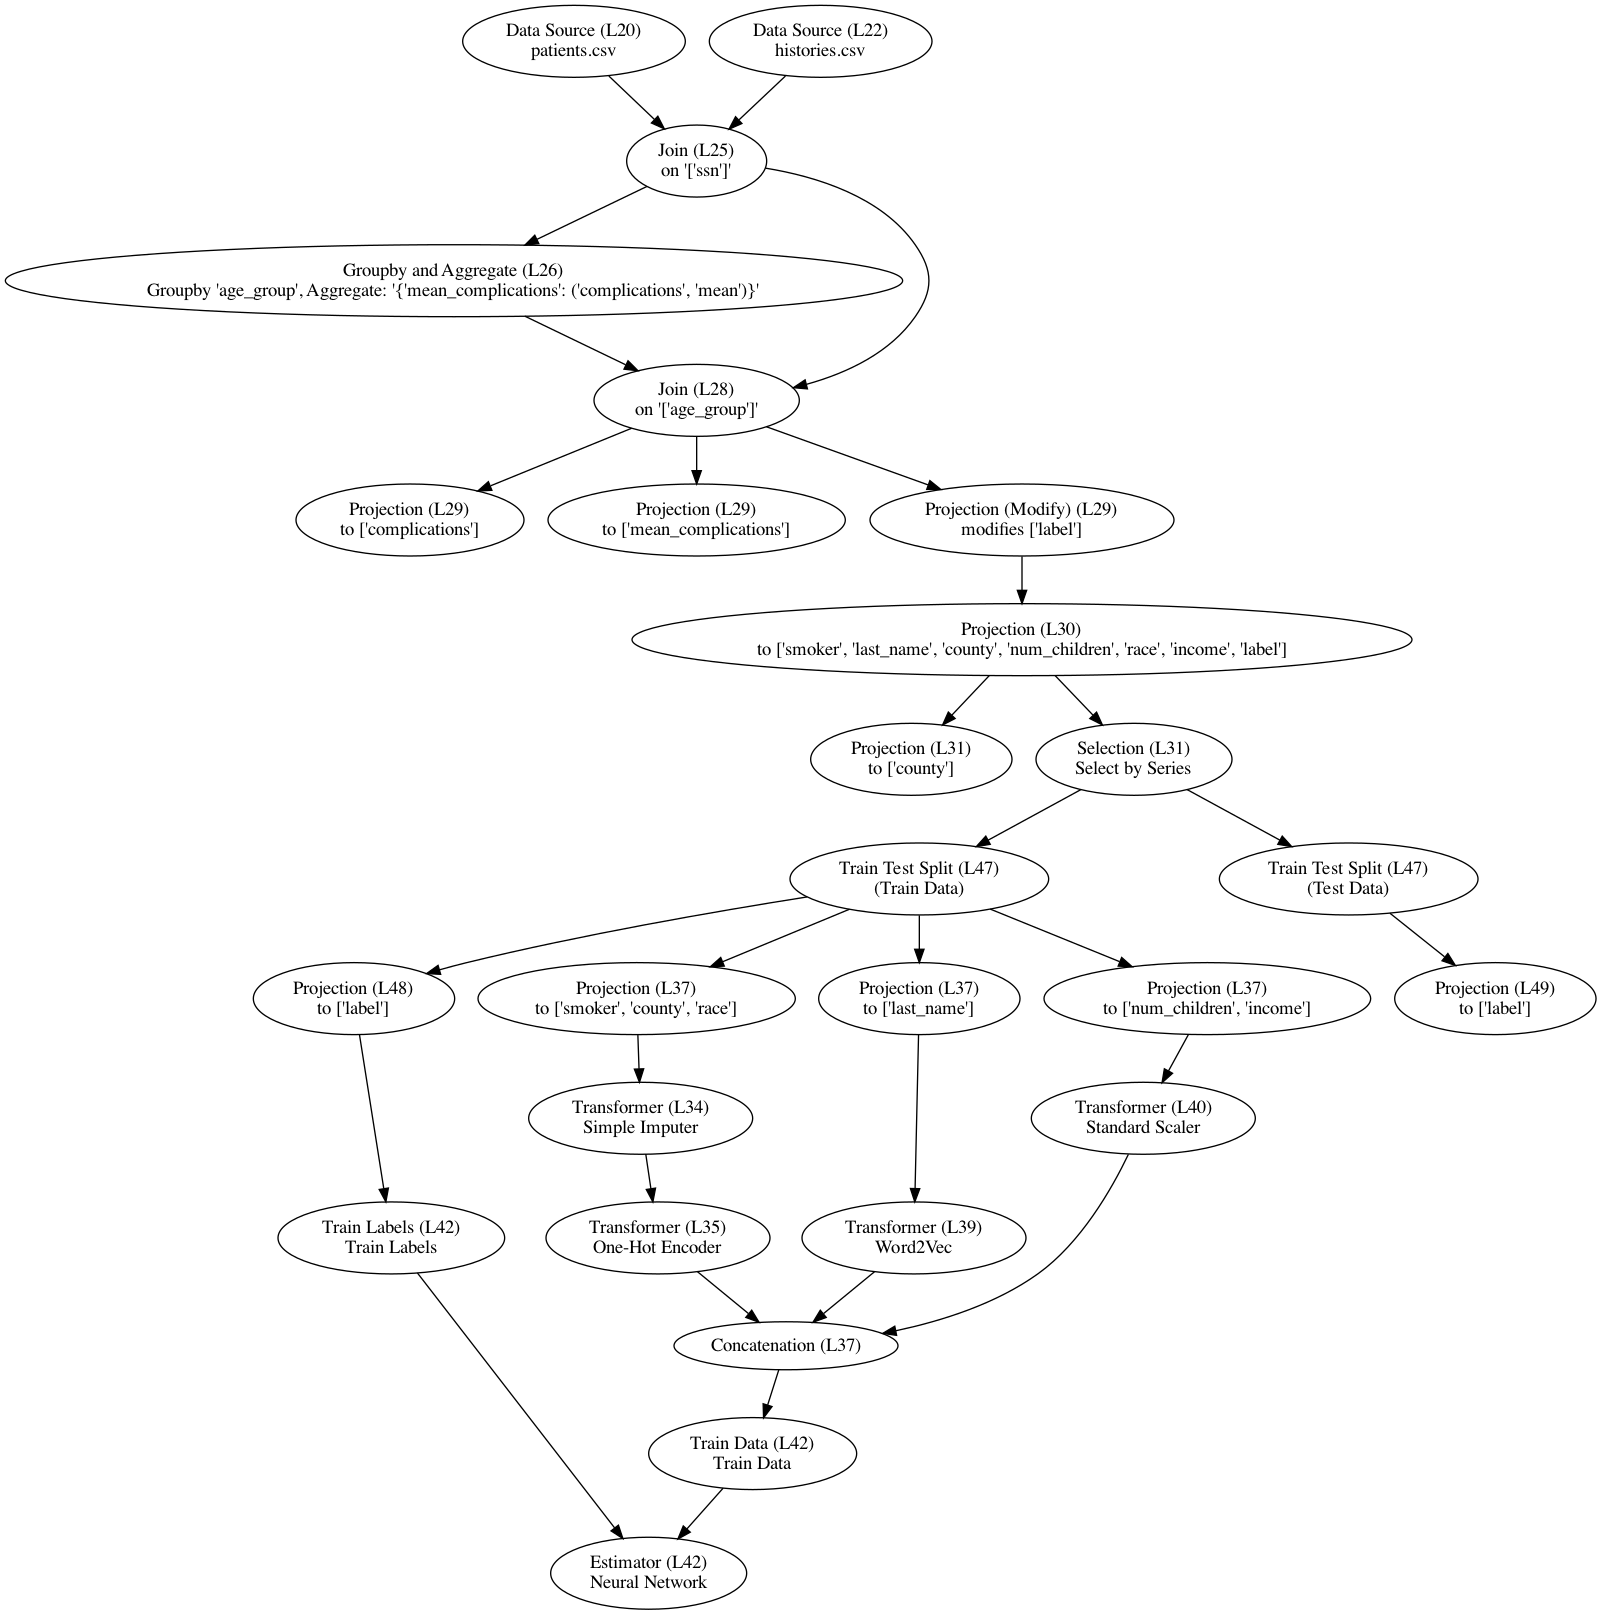 Data Source (L20)
patients.csv
Data Source (L22)
histories.csv
Join (L25)
on '['ssn']'
Groupby and Aggregate (L26)
Groupby 'age_group', Aggregate: '{'mean_complications': ('complications', 'mean')}'
Join (L28)
on '['age_group']'
Projection (L29)
to ['complications']
Projection (L29)
to ['mean_complications']
Projection (Modify) (L29)
modifies ['label']
Projection (L30)
to ['smoker', 'last_name', 'county', 'num_children', 'race', 'income', 'label']
Projection (L31)
to ['county']
Selection (L31)
Select by Series
Train Test Split (L47)
(Train Data)
Train Test Split (L47)
(Test Data)
Projection (L48)
to ['label']
Projection (L37)
to ['smoker', 'county', 'race']
Projection (L37)
to ['last_name']
Projection (L37)
to ['num_children', 'income']
Projection (L49)
to ['label']
Transformer (L34)
Simple Imputer
Transformer (L40)
Standard Scaler
Train Labels (L42)
Train Labels
Transformer (L35)
One-Hot Encoder
Transformer (L39)
Word2Vec
Concatenation (L37)
Train Data (L42)
Train Data
Estimator (L42)
Neural Network